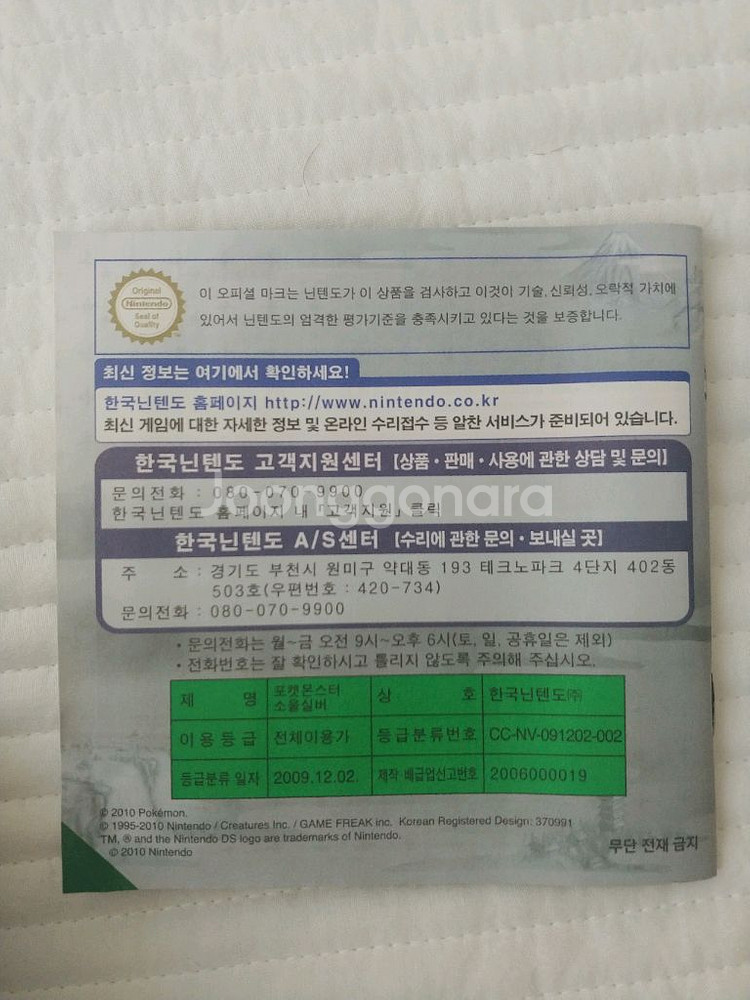 Original
Nintendo
Seal of
Quality
이 오피셜 마크는 닌텐도가 이 상품을 검사하고 이것이 기술, 신뢰성, 오락적 가치에
있어서 닌텐도의 엄격한 평가기준을 충족시키고 있다는 것을 보증합니다.
최신 정보는 여기에서 확인하세요!
한국닌텐도 홈페이지 http://www.nintendo.co.kr
최신 게임에 대한 자세한 정보 및 온라인 수리접수 등 알찬 서비스가 준비되어 있습니다.
한국닌텐도 고객지원센터 [상품·판매·사용에 관한 상담 및 문의]
문의전화 : 080-070-9900
한국닌텐도 홈페이지 내 「고객지원」 클릭
Joonggonara
한국닌텐도 A/S센터 [수리에 관한 문의·보내실 곳]
주 소 : 경기도 부천시 원미구 약대동 193 테크노파크 4단지 402동
503호(우편번호 : 420-734)
문의전화 : 080-070-9900
· 문의전화는 월~금 오전 9시~오후 6시(토, 일, 공휴일은 제외)
· 전화번호는 잘 확인하시고 틀리지 않도록 주의해 주십시오.
제 명 포켓몬스터 소울실버 상 호 한국닌텐도㈜
이용등급 전체이용가 등급분류번호 CC-NV-091202-002
등급분류 일자 2009.12.02. 제작·배급업신고번호 2006000019
© 2010 Pokémon.
© 1995-2010 Nintendo / Creatures Inc. / GAME FREAK inc. Korean Registered Design: 370991
TM, ® and the Nintendo DS logo are trademarks of Nintendo.
© 2010 Nintendo
무단 전재 금지